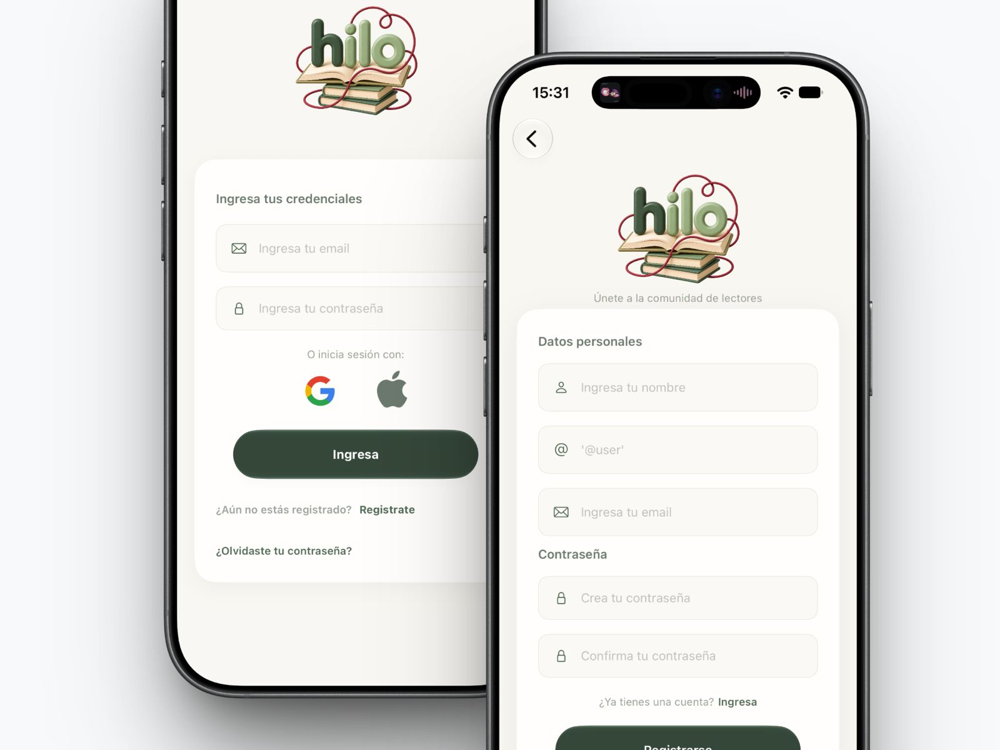 hilo
Ingresa tus credenciales
Ingresa tu email
Ingresa tu contraseña
O inicia sesión con:
Ingresa
¿Aún no estás registrado? Registrate
¿Olvidaste tu contraseña?
15:31
hilo
Únete a la comunidad de lectores
Datos personales
Ingresa tu nombre
@ '@user'
Ingresa tu email
Contraseña
Crea tu contraseña
Confirma tu contraseña
¿Ya tienes una cuenta? Ingresa
Registrarse